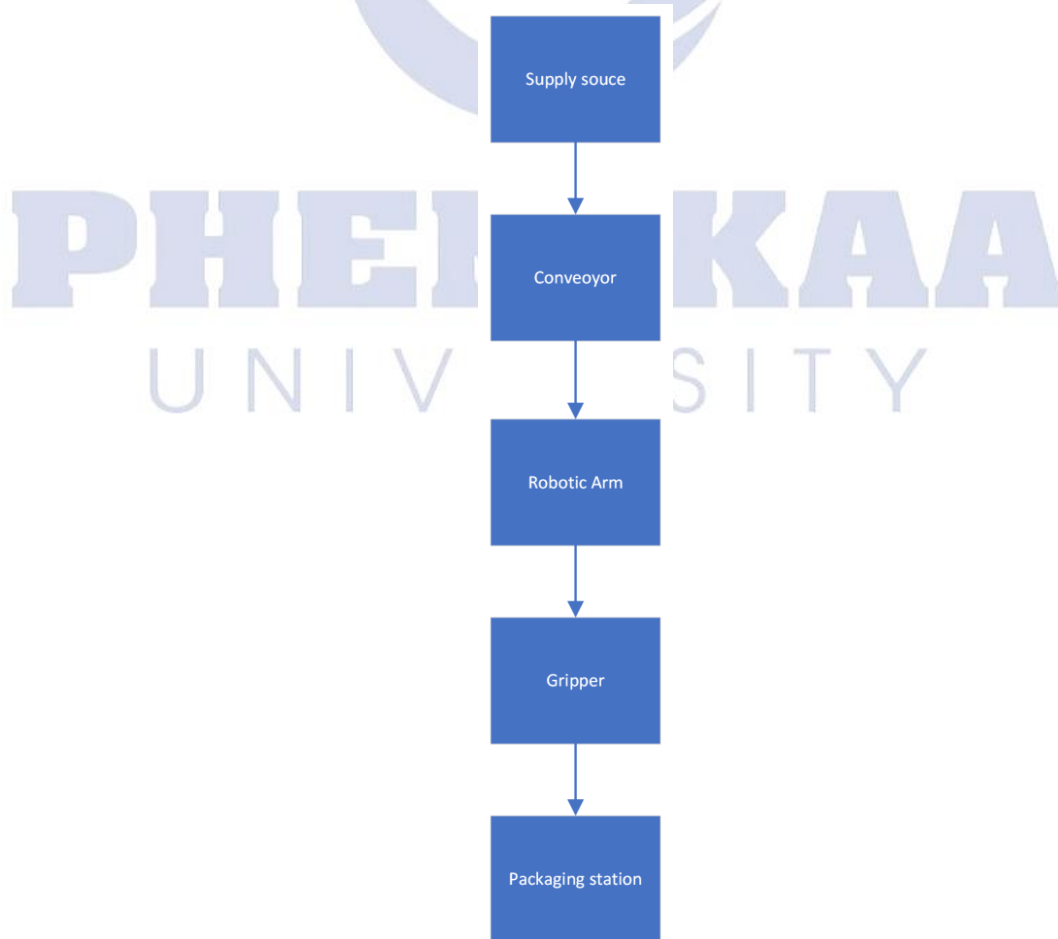 Supply souce
PHE KAA
Conveoyor
UNIV SITY
Robotic Arm
Gripper
Packaging station